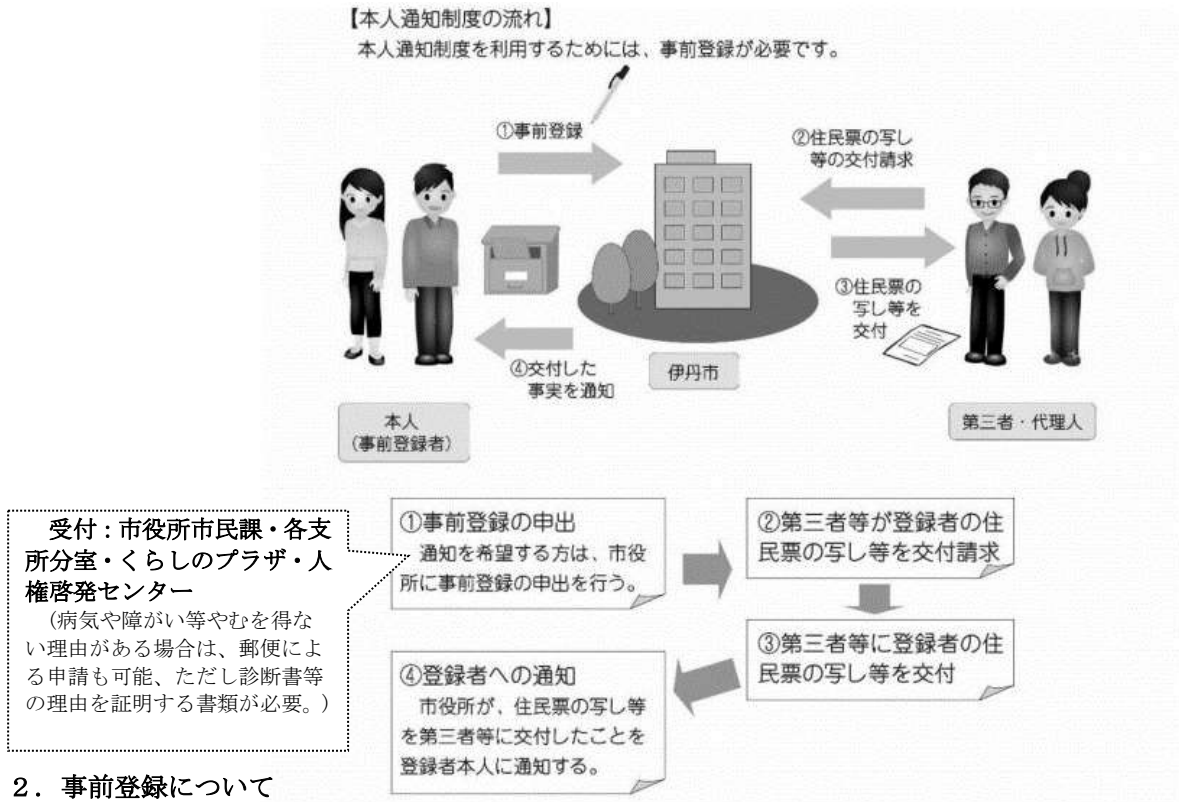 【本人通知制度の流れ】
本人通知制度を利用するためには、事前登録が必要です。
①事前登録
②住民票の写し
等の交付請求
③住民票の
写し等を
交付
④交付した
事実を通知
伊丹市
本人
（事前登録者）
第三者・代理人
受付：市役所市民課・各支
所分室・くらしのプラザ・人
権啓発センター
（病気や障がい等やむを得な
い理由がある場合は、郵便によ
る申請も可能、ただし診断書等
の理由を証明する書類が必要。）
①事前登録の申出
通知を希望する方は、市役
所に事前登録の申出を行う。
②第三者等が登録者の住
民票の写し等を交付請求
③第三者等に登録者の住
民票の写し等を交付
④登録者への通知
市役所が、住民票の写し等
を第三者等に交付したことを
登録者本人に通知する。
２．事前登録について